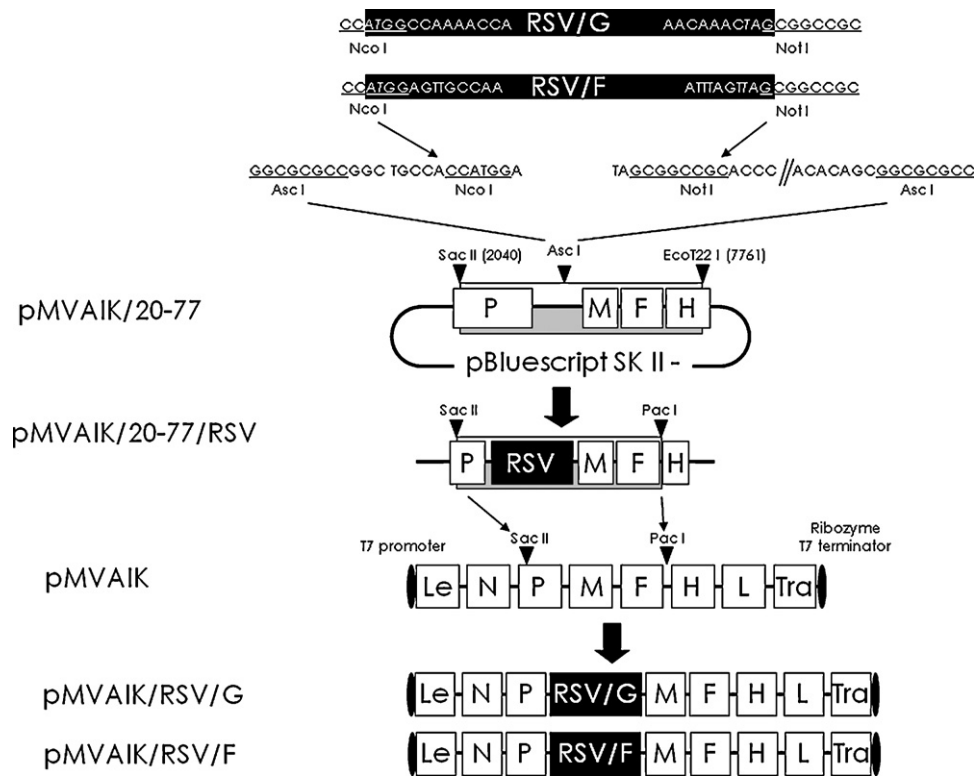 CCATGGCCAAAACCA RSV/G AACAAACTAGCGGCCGC
Nco I Not I
CCATGGAGTTGCCAA RSV/F ATTTAGTTAGCGGCCGC
Nco I Not I
GGCGCGCCGGC TGCCACCATGGA TAGCGGCCGCACCC // ACACAGCGGCGCGCC
Asc I Nco I Not I Asc I
Sac II (2040) Asc I EcoT22 I (7761)
pMVAIK/20-77 P M F H
pBluescript SK II -
Sac II Pac I
pMVAIK/20-77/RSV P RSV M F H
Sac II Pac I
T7 promoter Ribozyme
T7 terminator
pMVAIK Le N P M F H L Tra
pMVAIK/RSV/G Le N P RSV/G M F H L Tra
pMVAIK/RSV/F Le N P RSV/F M F H L Tra